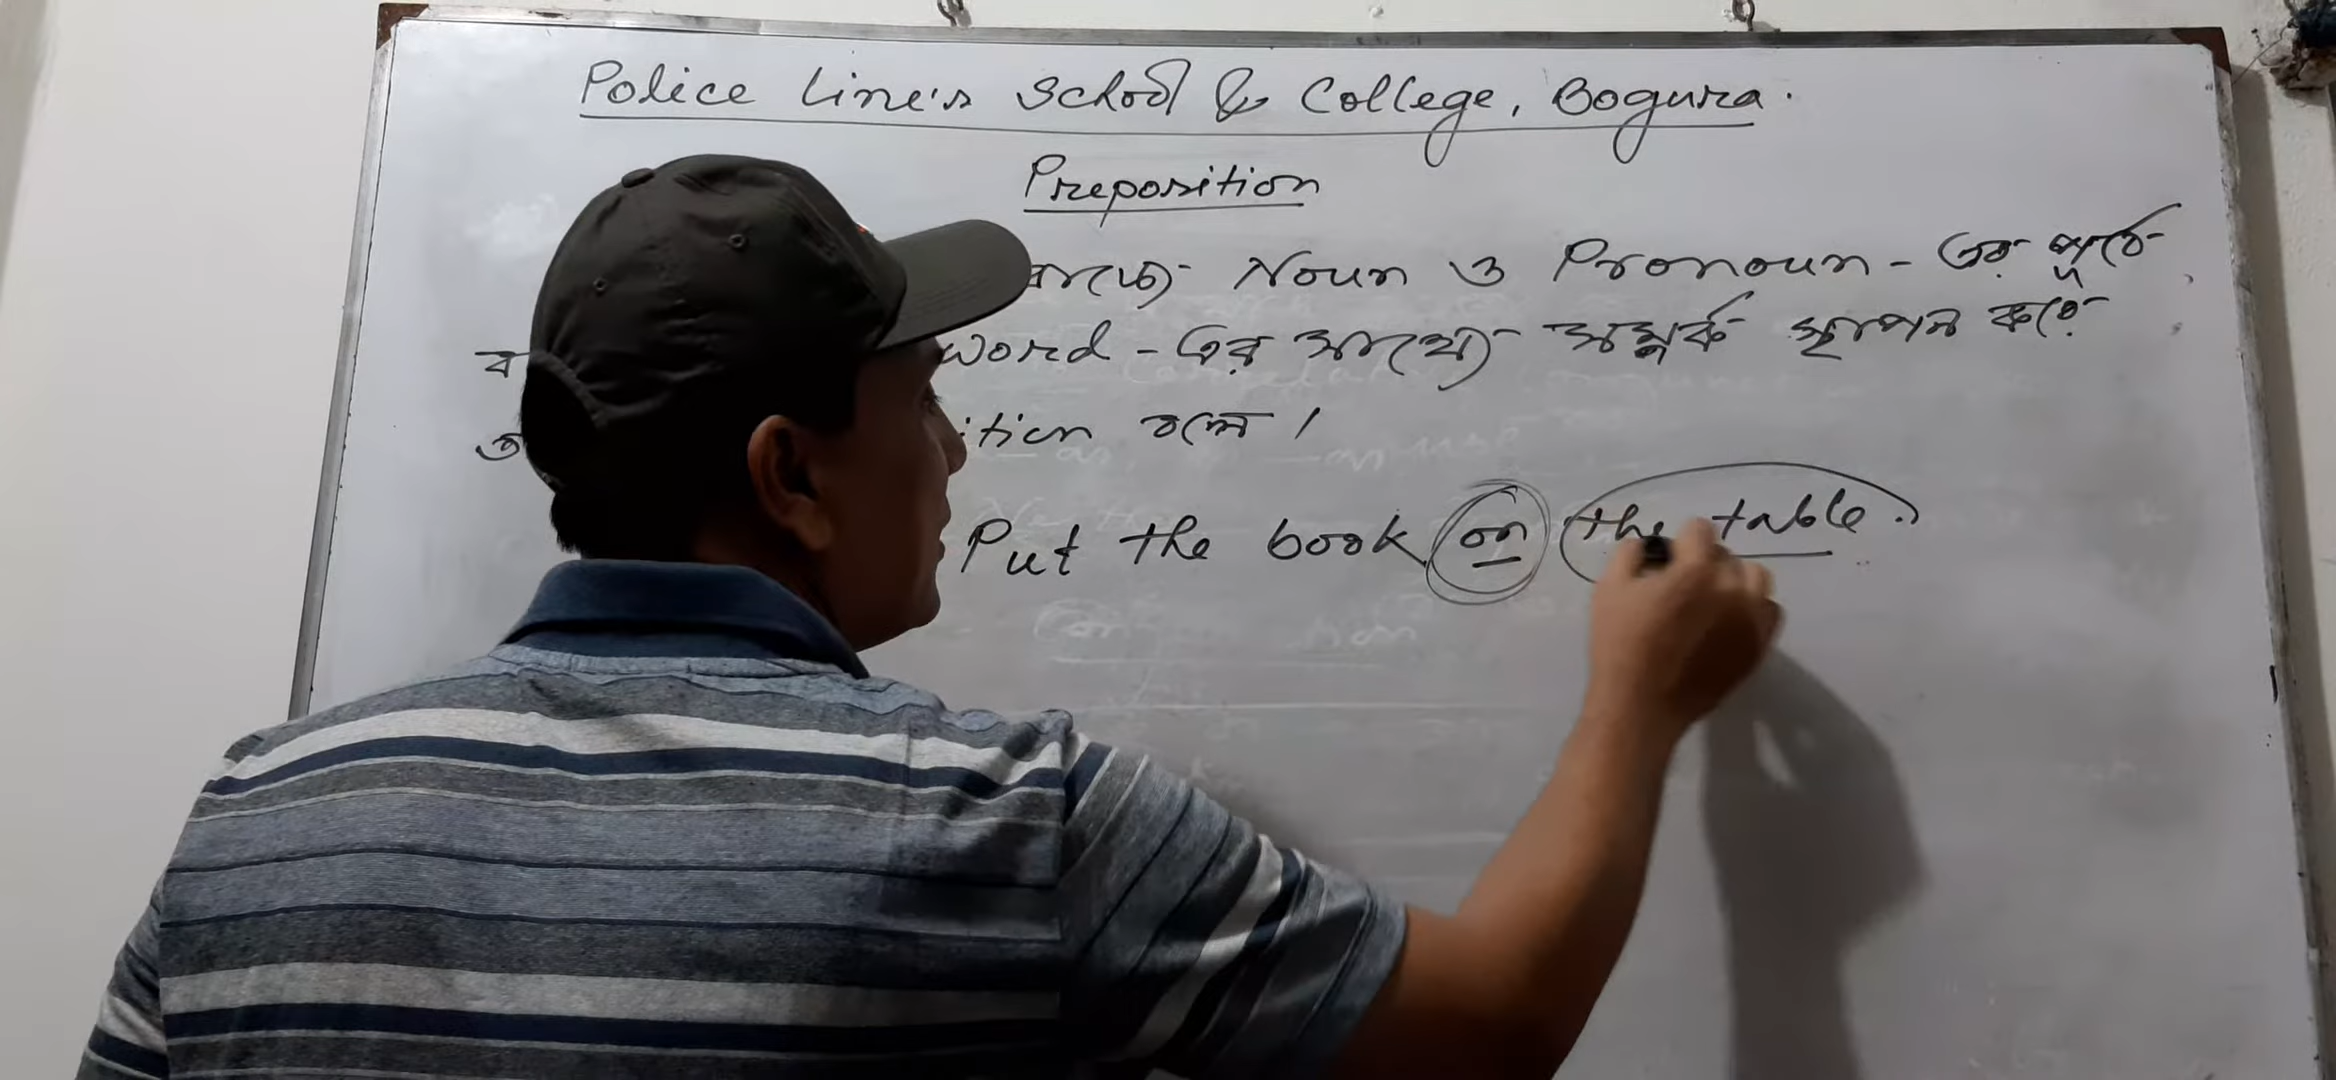 Police Line's School & College, Bogura.
Preposition
Noun ও Pronoun - এর পূর্বে
word - এর সাথে সম্পর্ক স্থাপন করে
ition বলে।
Put the book on the table.